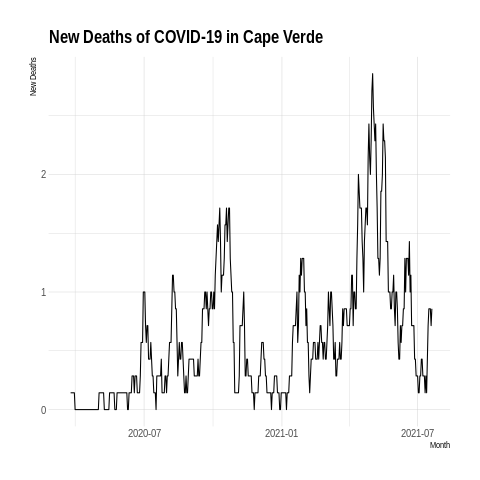 New Deaths of COVID-19 in Cape Verde
New Deaths
2
1
0
2020-07
2021-01
2021-07
Month